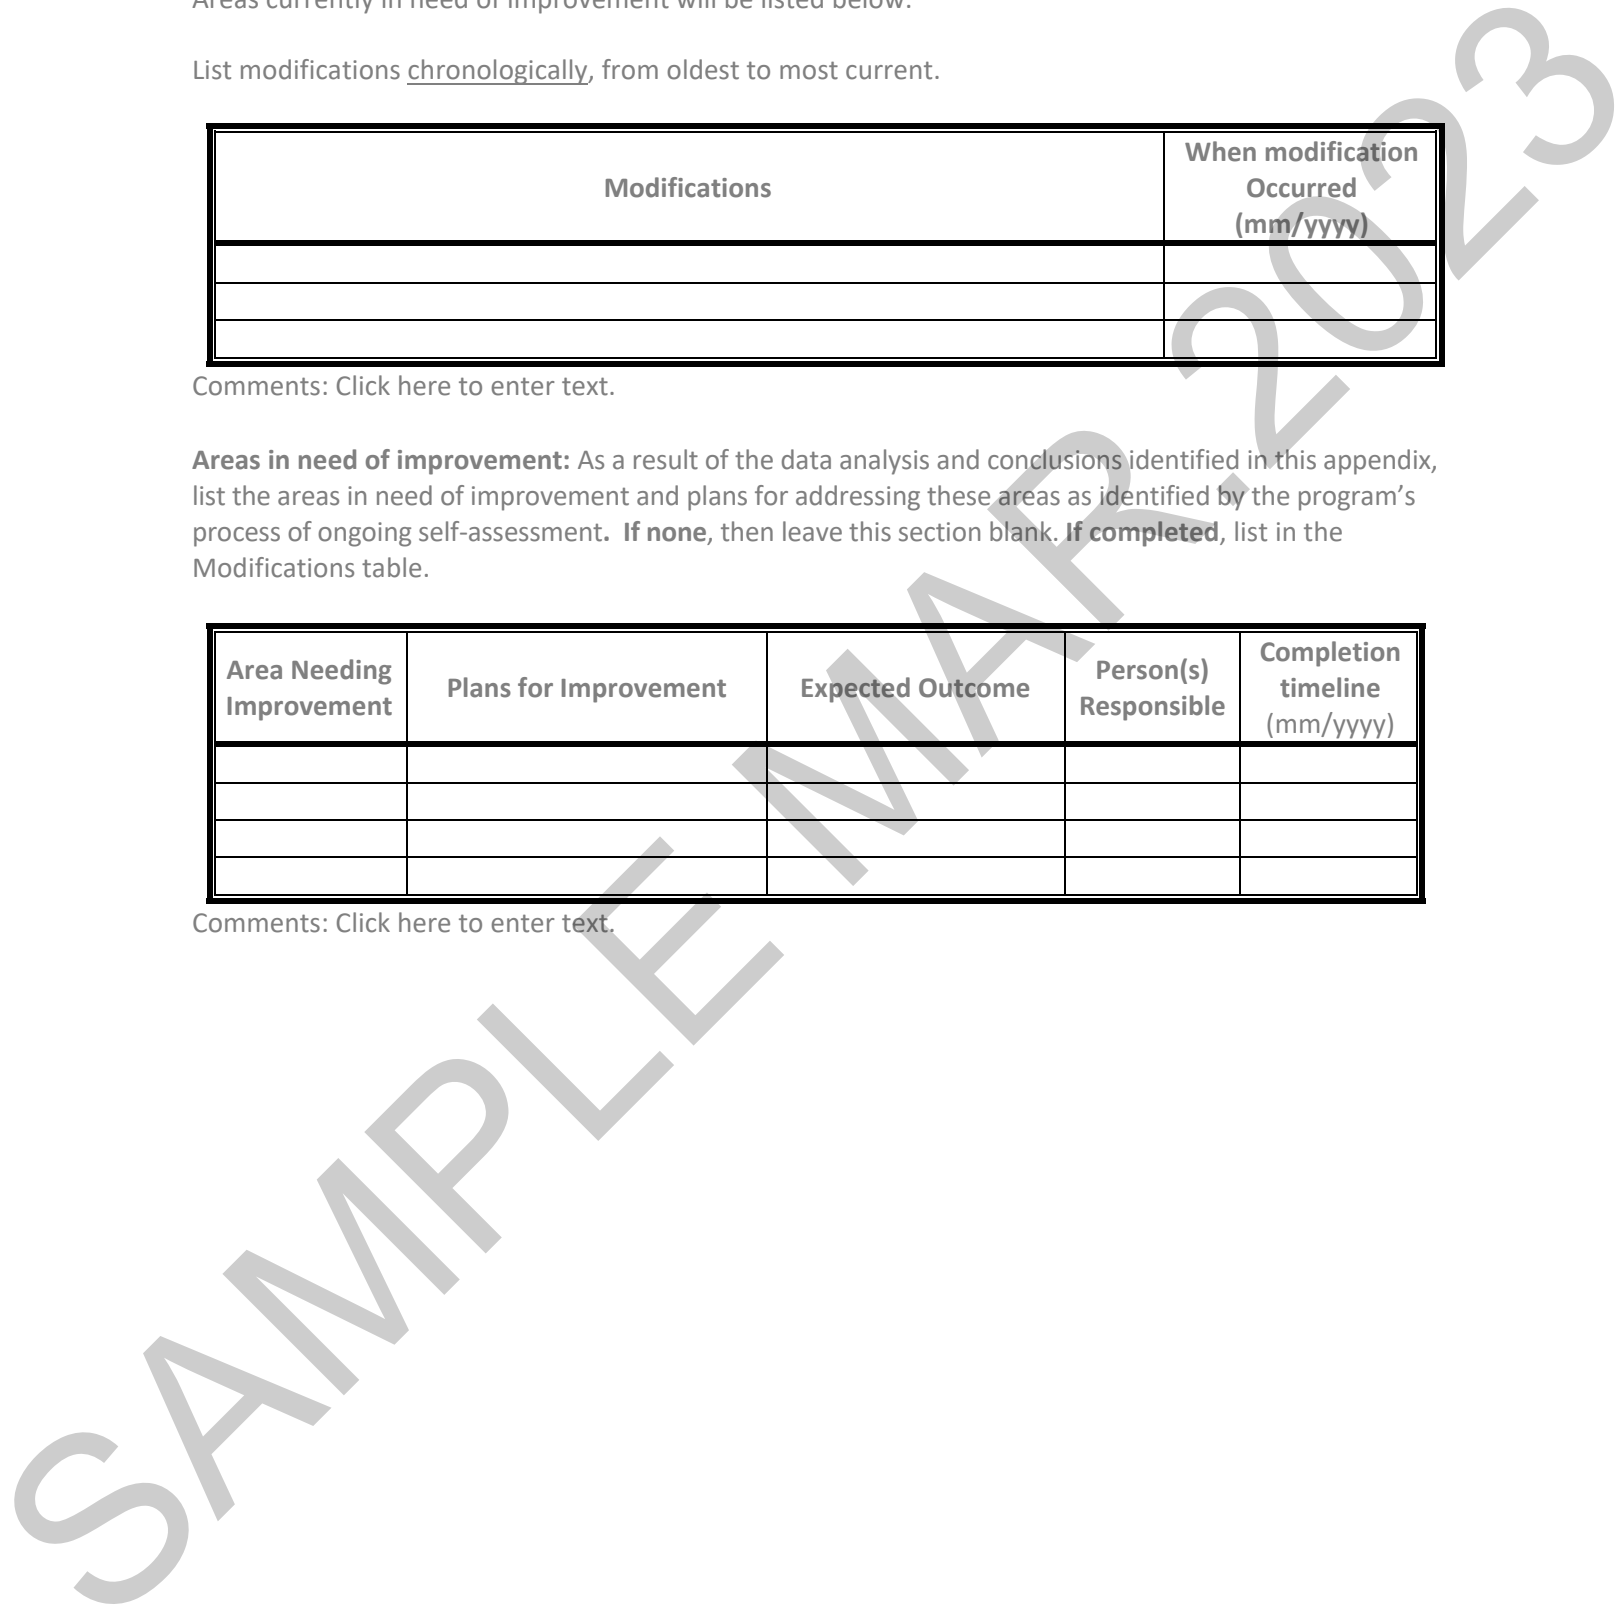 Areas currently in need of improvement will be listed below.
List modifications chronologically, from oldest to most current.
Modifications
When modification
Occurred
(mm/yyyy)
Comments: Click here to enter text.
Areas in need of improvement: As a result of the data analysis and conclusions identified in this appendix,
list the areas in need of improvement and plans for addressing these areas as identified by the program’s
process of ongoing self-assessment. If none, then leave this section blank. If completed, list in the
Modifications table.
Area Needing
Improvement
Plans for Improvement
Expected Outcome
Person(s)
Responsible
Completion
timeline
(mm/yyyy)
Comments: Click here to enter text.
SAMPLE MAR.2023